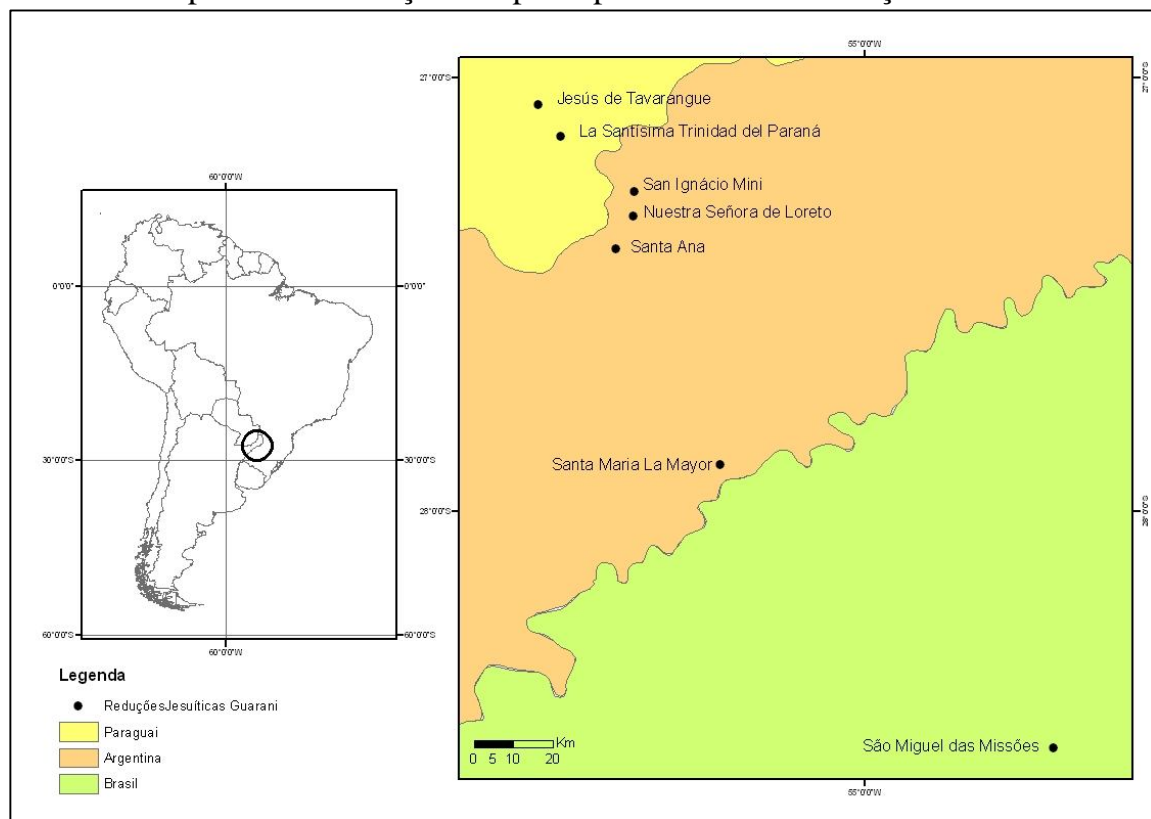 55°0'0"W
27°0'0"S
27°0'0"S
Jesús de Tavarangue
La Santísima Trinidad del Paraná
60°0'0"W
San Ignácio Mini
Nuestra Señora de Loreto
Santa Ana
0°0'0"
0°0'0"
30°0'0"S
30°0'0"S
Santa Maria La Mayor
28°0'0"S
28°0'0"S
60°0'0"S
60°0'0"S
60°0'0"W
Legenda
ReduçõesJesuíticas Guarani
Paraguai
Argentina
Brasil
Km
0 5 10 20
São Miguel das Missões
55°0'0"W